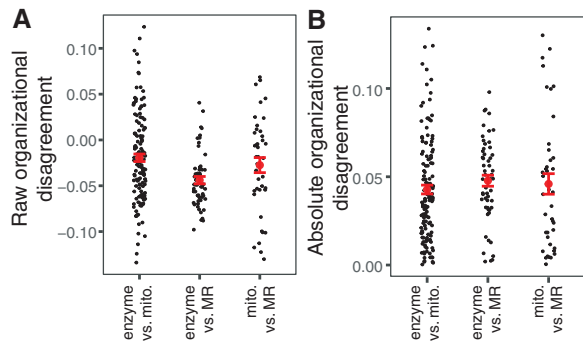 A
Raw organizational
disagreement
0.10
0.05
0.00
−0.05
−0.10
enzyme
vs. mito.
enzyme
vs. MR
mito.
vs. MR
B
Absolute organizational
disagreement
0.10
0.05
0.00
enzyme
vs. mito.
enzyme
vs. MR
mito.
vs. MR